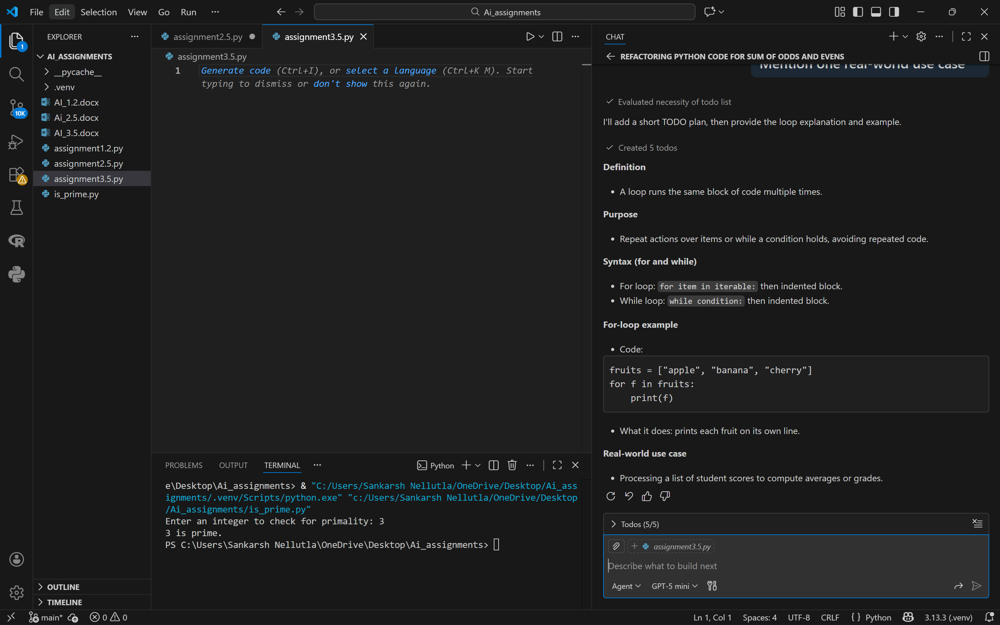 File Edit Selection View Go Run ...
Ai_assignments
EXPLORER
AI_ASSIGNMENTS
__pycache__
.venv
AI_1.2.docx
Ai_2.5.docx
AI_3.5.docx
assignment1.2.py
assignment2.5.py
assignment3.5.py
is_prime.py
OUTLINE
TIMELINE
1
10K
assignment2.5.py
assignment3.5.py
assignment3.5.py
1
Generate code (Ctrl+I), or select a language (Ctrl+K M). Start
typing to dismiss or don't show this again.
PROBLEMS OUTPUT TERMINAL ...
Python
e\Desktop\Ai_assignments> & "C:/Users/Sankarsh Nellutla/OneDrive/Desktop/Ai_ass
ignments/.venv/Scripts/python.exe" "c:/Users/Sankarsh Nellutla/OneDrive/Desktop
/Ai_assignments/is_prime.py"
Enter an integer to check for primality: 3
3 is prime.
PS C:\Users\Sankarsh Nellutla\OneDrive\Desktop\Ai_assignments>
CHAT
REFACTORING PYTHON CODE FOR SUM OF ODDS AND EVENS
Mention one real-world use case
Evaluated necessity of todo list
I'll add a short TODO plan, then provide the loop explanation and example.
Created 5 todos
Definition
• A loop runs the same block of code multiple times.
Purpose
• Repeat actions over items or while a condition holds, avoiding repeated code.
Syntax (for and while)
• For loop: for item in iterable: then indented block.
• While loop: while condition: then indented block.
For-loop example
• Code:
fruits = ["apple", "banana", "cherry"]
for f in fruits:
    print(f)
• What it does: prints each fruit on its own line.
Real-world use case
• Processing a list of student scores to compute averages or grades.
Todos (5/5)
assignment3.5.py
Describe what to build next
Agent GPT-5 mini
main* 0 0
Ln 1, Col 1 Spaces: 4 UTF-8 CRLF {} Python 3.13.3 (.venv)